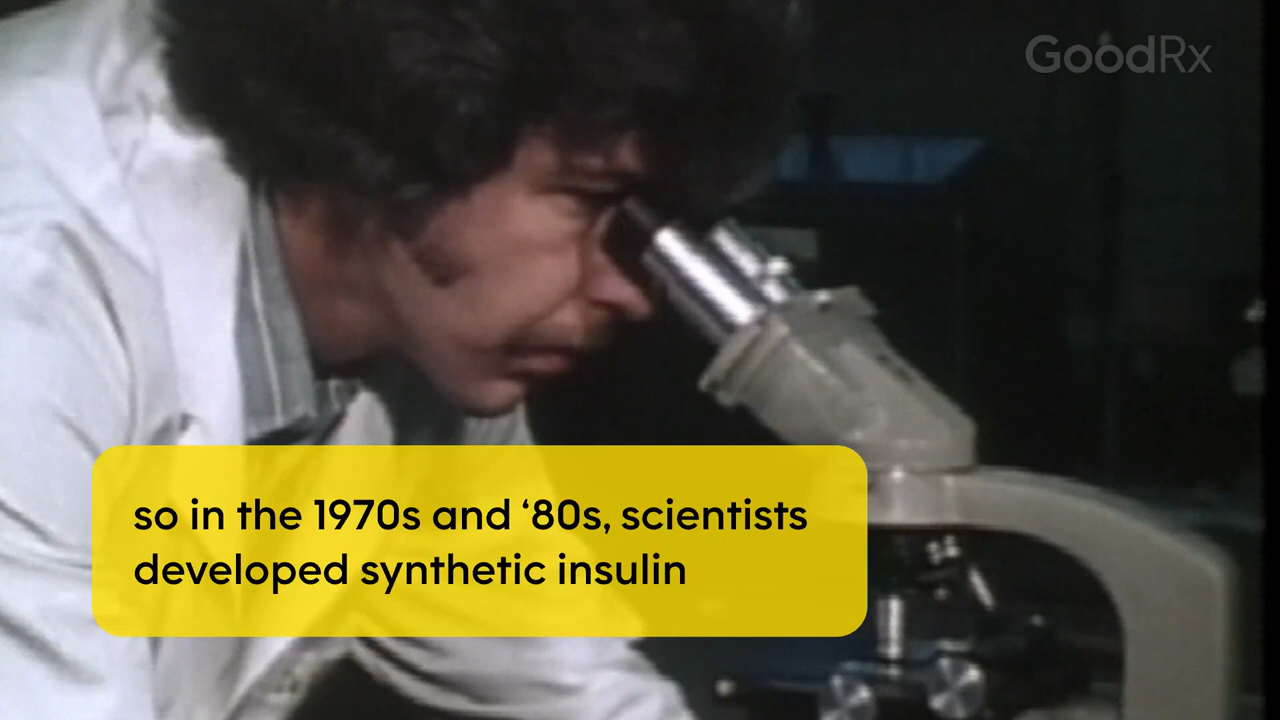 GoodRx
so in the 1970s and ‘80s, scientists
developed synthetic insulin